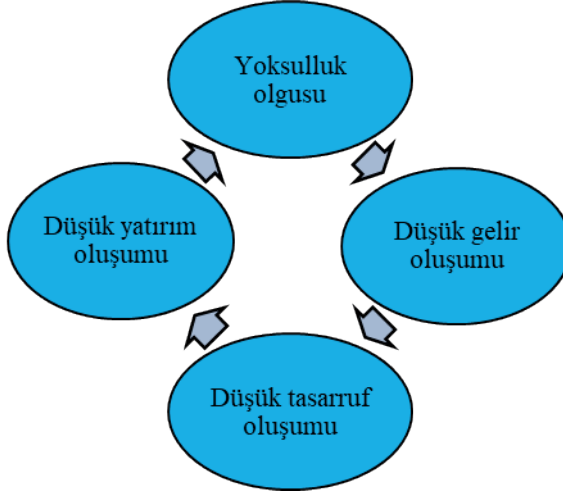 Yoksulluk
olgusu
Düşük yatırım
oluşumu
Düşük gelir
oluşumu
Düşük tasarruf
oluşumu